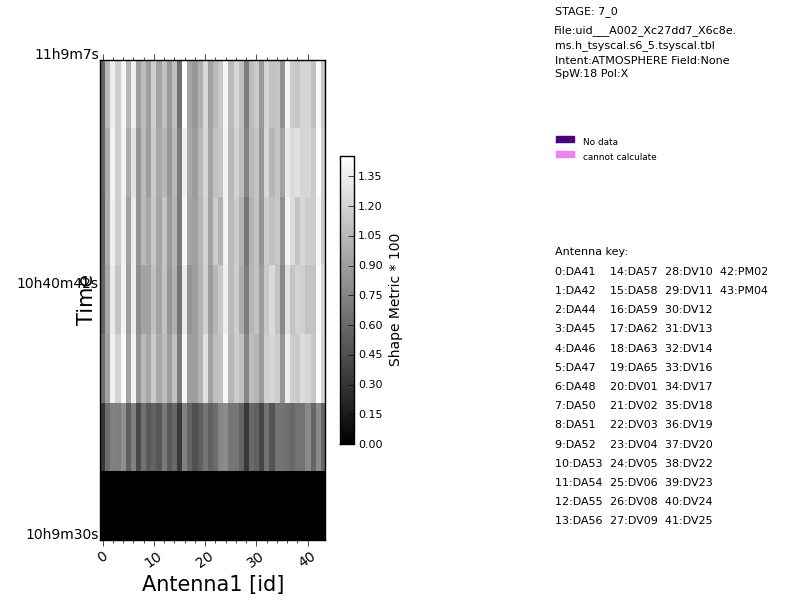 STAGE: 7_0
File:uid___A002_Xc27dd7_X6c8e.
ms.h_tsyscal.s6_5.tsyscal.tbl
Intent:ATMOSPHERE Field:None
SpW:18 Pol:X
11h9m7s
10h40m42s
10h9m30s
Time
0 10 20 30 40
Antenna1 [id]
1.35
1.20
1.05
0.90
0.75
0.60
0.45
0.30
0.15
0.00
Shape Metric * 100
No data
cannot calculate
Antenna key:
0:DA41 14:DA57 28:DV10 42:PM02
1:DA42 15:DA58 29:DV11 43:PM04
2:DA44 16:DA59 30:DV12
3:DA45 17:DA62 31:DV13
4:DA46 18:DA63 32:DV14
5:DA47 19:DA65 33:DV16
6:DA48 20:DV01 34:DV17
7:DA50 21:DV02 35:DV18
8:DA51 22:DV03 36:DV19
9:DA52 23:DV04 37:DV20
10:DA53 24:DV05 38:DV22
11:DA54 25:DV06 39:DV23
12:DA55 26:DV08 40:DV24
13:DA56 27:DV09 41:DV25